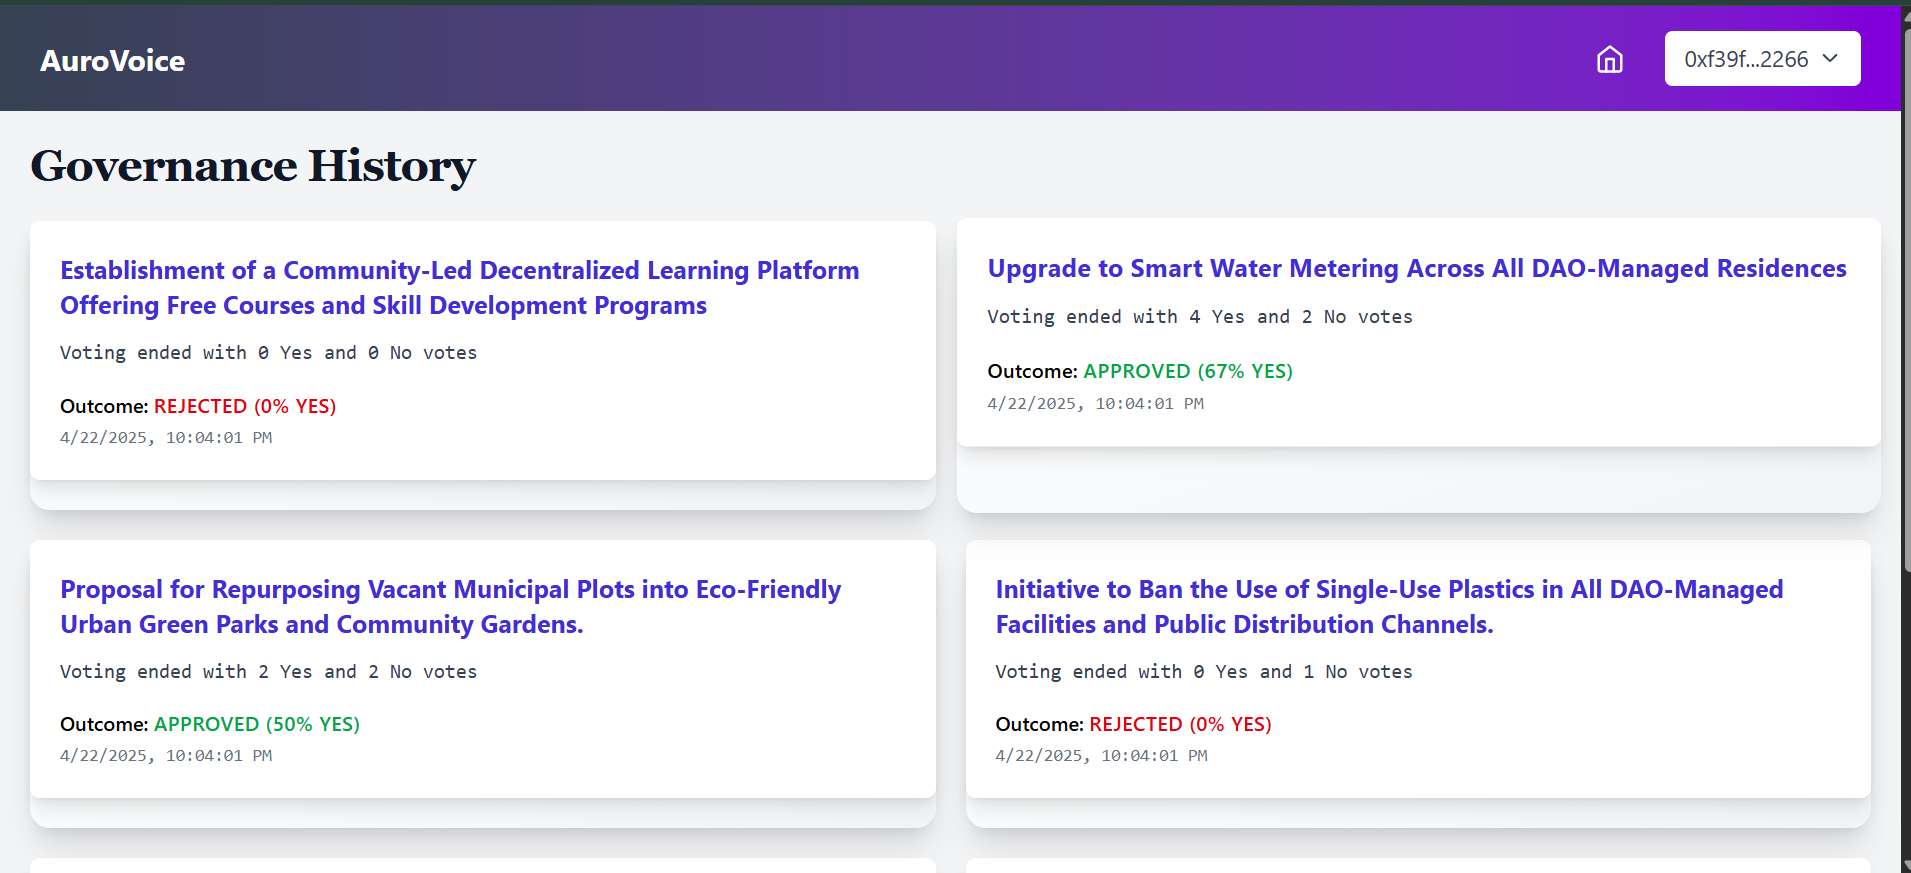 AuroVoice
0xf39f...2266
Governance History
Establishment of a Community-Led Decentralized Learning Platform
Offering Free Courses and Skill Development Programs
Voting ended with 0 Yes and 0 No votes
Outcome: REJECTED (0% YES)
4/22/2025, 10:04:01 PM
Upgrade to Smart Water Metering Across All DAO-Managed Residences
Voting ended with 4 Yes and 2 No votes
Outcome: APPROVED (67% YES)
4/22/2025, 10:04:01 PM
Proposal for Repurposing Vacant Municipal Plots into Eco-Friendly
Urban Green Parks and Community Gardens.
Voting ended with 2 Yes and 2 No votes
Outcome: APPROVED (50% YES)
4/22/2025, 10:04:01 PM
Initiative to Ban the Use of Single-Use Plastics in All DAO-Managed
Facilities and Public Distribution Channels.
Voting ended with 0 Yes and 1 No votes
Outcome: REJECTED (0% YES)
4/22/2025, 10:04:01 PM